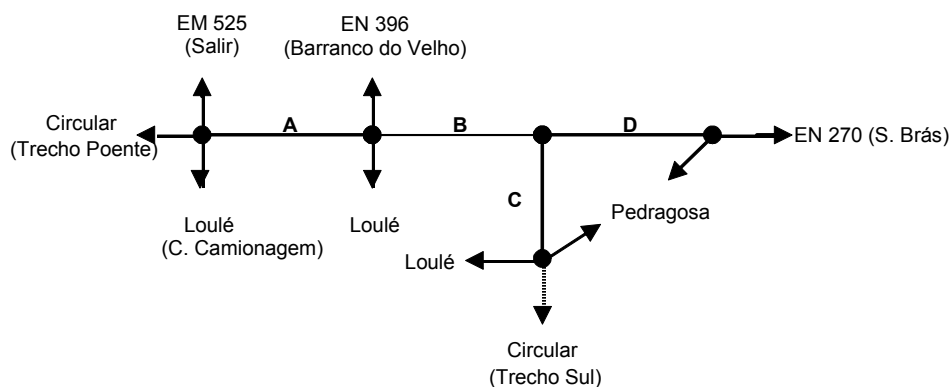 EM 525
(Salir)
EN 396
(Barranco do Velho)
Circular
(Trecho Poente)
A
B
D
EN 270 (S. Brás)
C
Pedragosa
Loulé
(C. Camionagem)
Loulé
Loulé
Circular
(Trecho Sul)